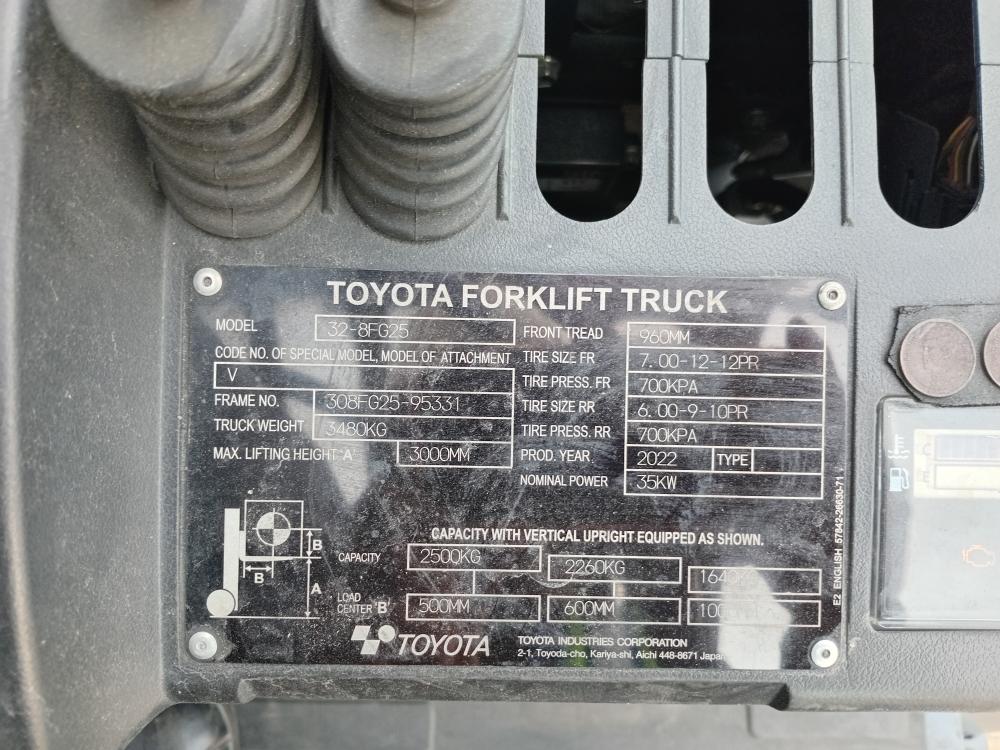 TOYOTA FORKLIFT TRUCK
MODEL 32-8FG25
CODE NO. OF SPECIAL MODEL, MODEL OF ATTACHMENT
V
FRAME NO. 308FG25-95331
TRUCK WEIGHT 3480KG
MAX. LIFTING HEIGHT 'A' 3000MM
FRONT TREAD 960MM
TIRE SIZE FR 7.00-12-12PR
TIRE PRESS. FR 700KPA
TIRE SIZE RR 6.00-9-10PR
TIRE PRESS. RR 700KPA
PROD. YEAR 2022 TYPE
NOMINAL POWER 35KW
B
B
A
CAPACITY WITH VERTICAL UPRIGHT EQUIPPED AS SHOWN.
CAPACITY 2500KG 2260KG
LOAD
CENTER 'B' 500MM 600MM
TOYOTA
TOYOTA INDUSTRIES CORPORATION
2-1, Toyoda-cho, Kariya-shi, Aichi 448-8671 Japan
E2 ENGLISH 57842-26630-71